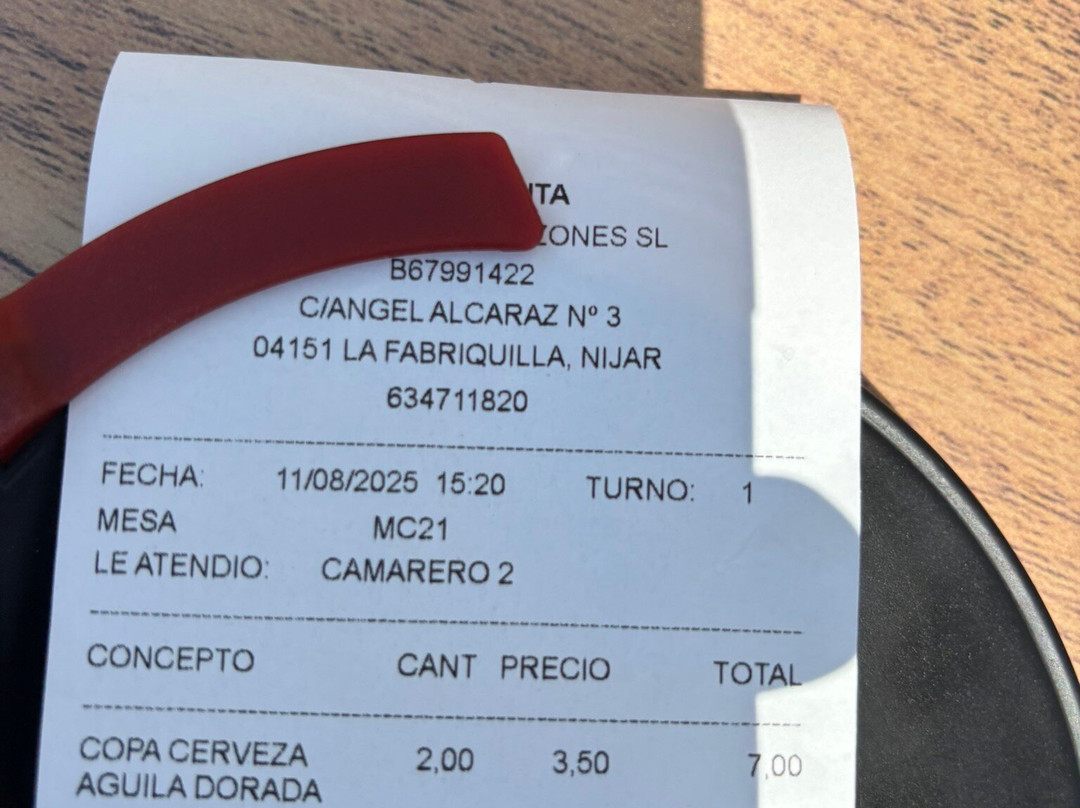 SL
B67991422
C/ANGEL ALCARAZ Nº 3
04151 LA FABRIQUILLA, NIJAR
634711820
FECHA: 11/08/2025 15:20 TURNO: 1
MESA MC21
LE ATENDIO: CAMARERO 2
CONCEPTO CANT PRECIO TOTAL
COPA CERVEZA 2,00 3,50 7,00
AGUILA DORADA